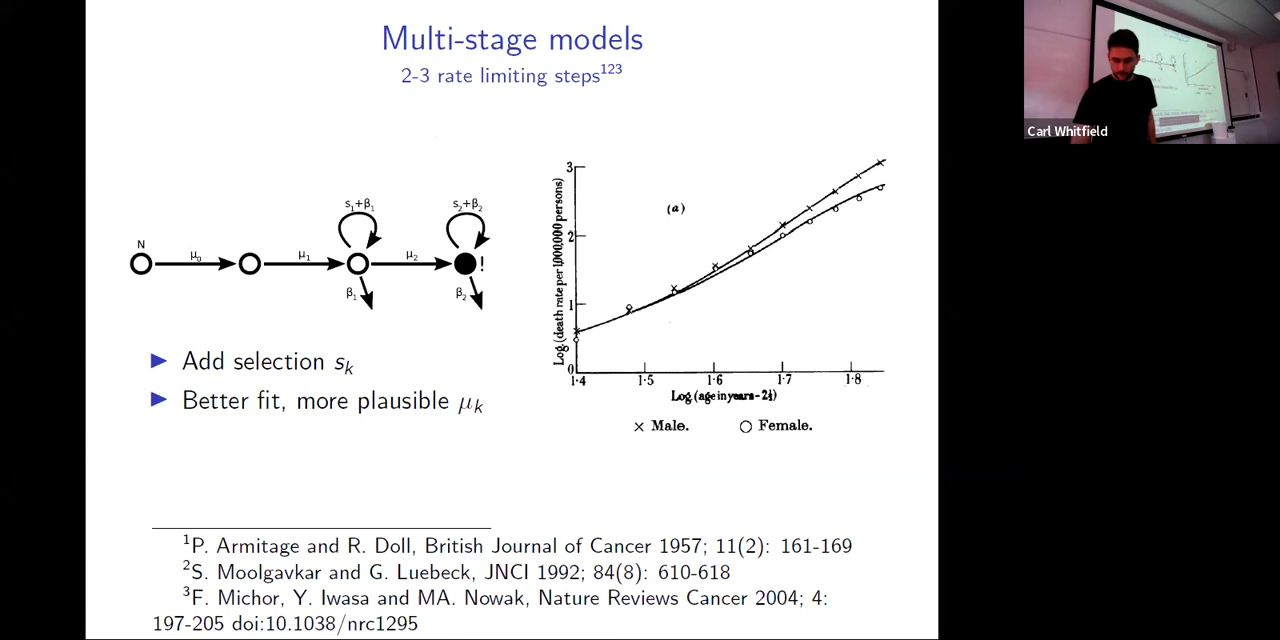 Multi-stage models
2-3 rate limiting steps¹²³
N
μ₀
μ₁
s₁+β₁
β₁
μ₂
s₂+β₂
!
β₂
Add selection sₖ
Better fit, more plausible μₖ
Log (death rate per 1,000,000 persons)
(a)
3
2
1
0
1·4 1·5 1·6 1·7 1·8
Log (age in years - 2½)
× Male. ○ Female.
¹P. Armitage and R. Doll, British Journal of Cancer 1957; 11(2): 161-169
²S. Moolgavkar and G. Luebeck, JNCI 1992; 84(8): 610-618
³F. Michor, Y. Iwasa and MA. Nowak, Nature Reviews Cancer 2004; 4:
197-205 doi:10.1038/nrc1295
Carl Whitfield